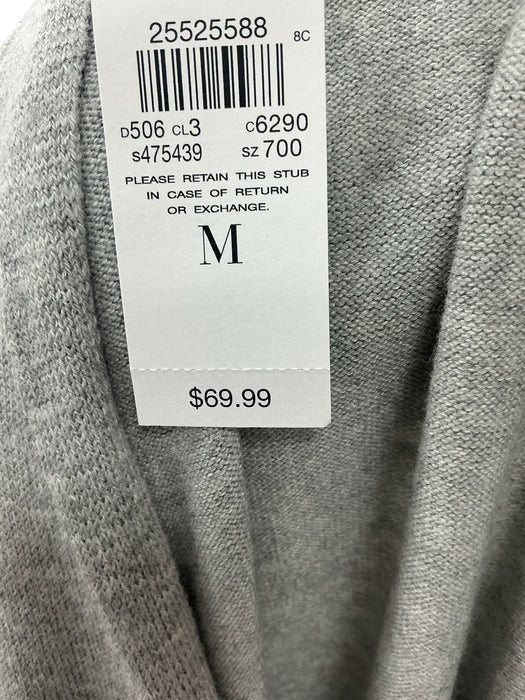 25525588 8C
D506 CL3 C6290
S475439 SZ 700
PLEASE RETAIN THIS STUB
IN CASE OF RETURN
OR EXCHANGE.
M
$69.99